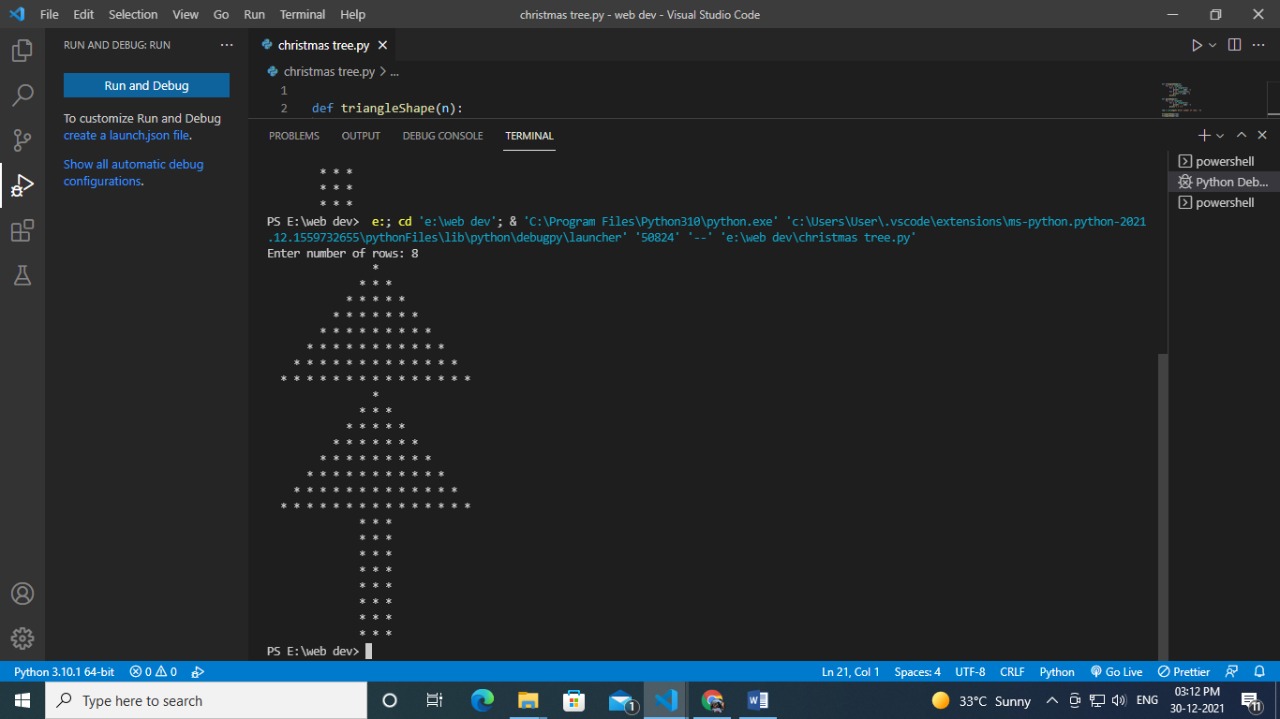 File Edit Selection View Go Run Terminal Help
christmas tree.py - web dev - Visual Studio Code
RUN AND DEBUG: RUN
Run and Debug
To customize Run and Debug
create a launch.json file.
Show all automatic debug
configurations.
christmas tree.py
christmas tree.py > ...
1
2 def triangleShape(n):
PROBLEMS OUTPUT DEBUG CONSOLE TERMINAL
* * *
* * *
* * *
PS E:\web dev>  e:; cd 'e:\web dev'; & 'C:\Program Files\Python310\python.exe' 'c:\Users\User\.vscode\extensions\ms-python.python-2021
.12.1559732655\pythonFiles\lib\python\debugpy\launcher' '50824' '--' 'e:\web dev\christmas tree.py'
Enter number of rows: 8
*
* * *
* * * * *
* * * * * * *
* * * * * * * * *
* * * * * * * * * * *
* * * * * * * * * * * * *
* * * * * * * * * * * * * * *
*
* * *
* * * * *
* * * * * * *
* * * * * * * * *
* * * * * * * * * * *
* * * * * * * * * * * * *
* * * * * * * * * * * * * * *
* * *
* * *
* * *
* * *
* * *
* * *
* * *
* * *
PS E:\web dev>
powershell
Python Deb...
powershell
Python 3.10.1 64-bit 0 0
Ln 21, Col 1 Spaces: 4 UTF-8 CRLF Python Go Live Prettier
Type here to search
1
33°C Sunny
ENG
03:12 PM
30-12-2021
11